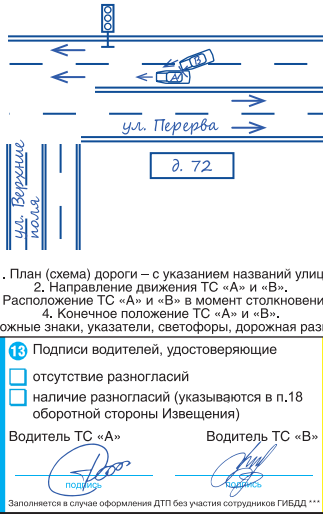 В
А
ул. Перерва
д. 72
ул. Верхние
поля
. План (схема) дороги – с указанием названий улиц
2. Направление движения ТС «А» и «В».
Расположение ТС «А» и «В» в момент столкновени
4. Конечное положение ТС «А» и «В».
ожные знаки, указатели, светофоры, дорожная раз
13 Подписи водителей, удостоверяющие
отсутствие разногласий
наличие разногласий (указываются в п.18
оборотной стороны Извещения)
Водитель ТС «А» Водитель ТС «В»
подпись подпись
Заполняется в случае оформления ДТП без участия сотрудников ГИБДД ***